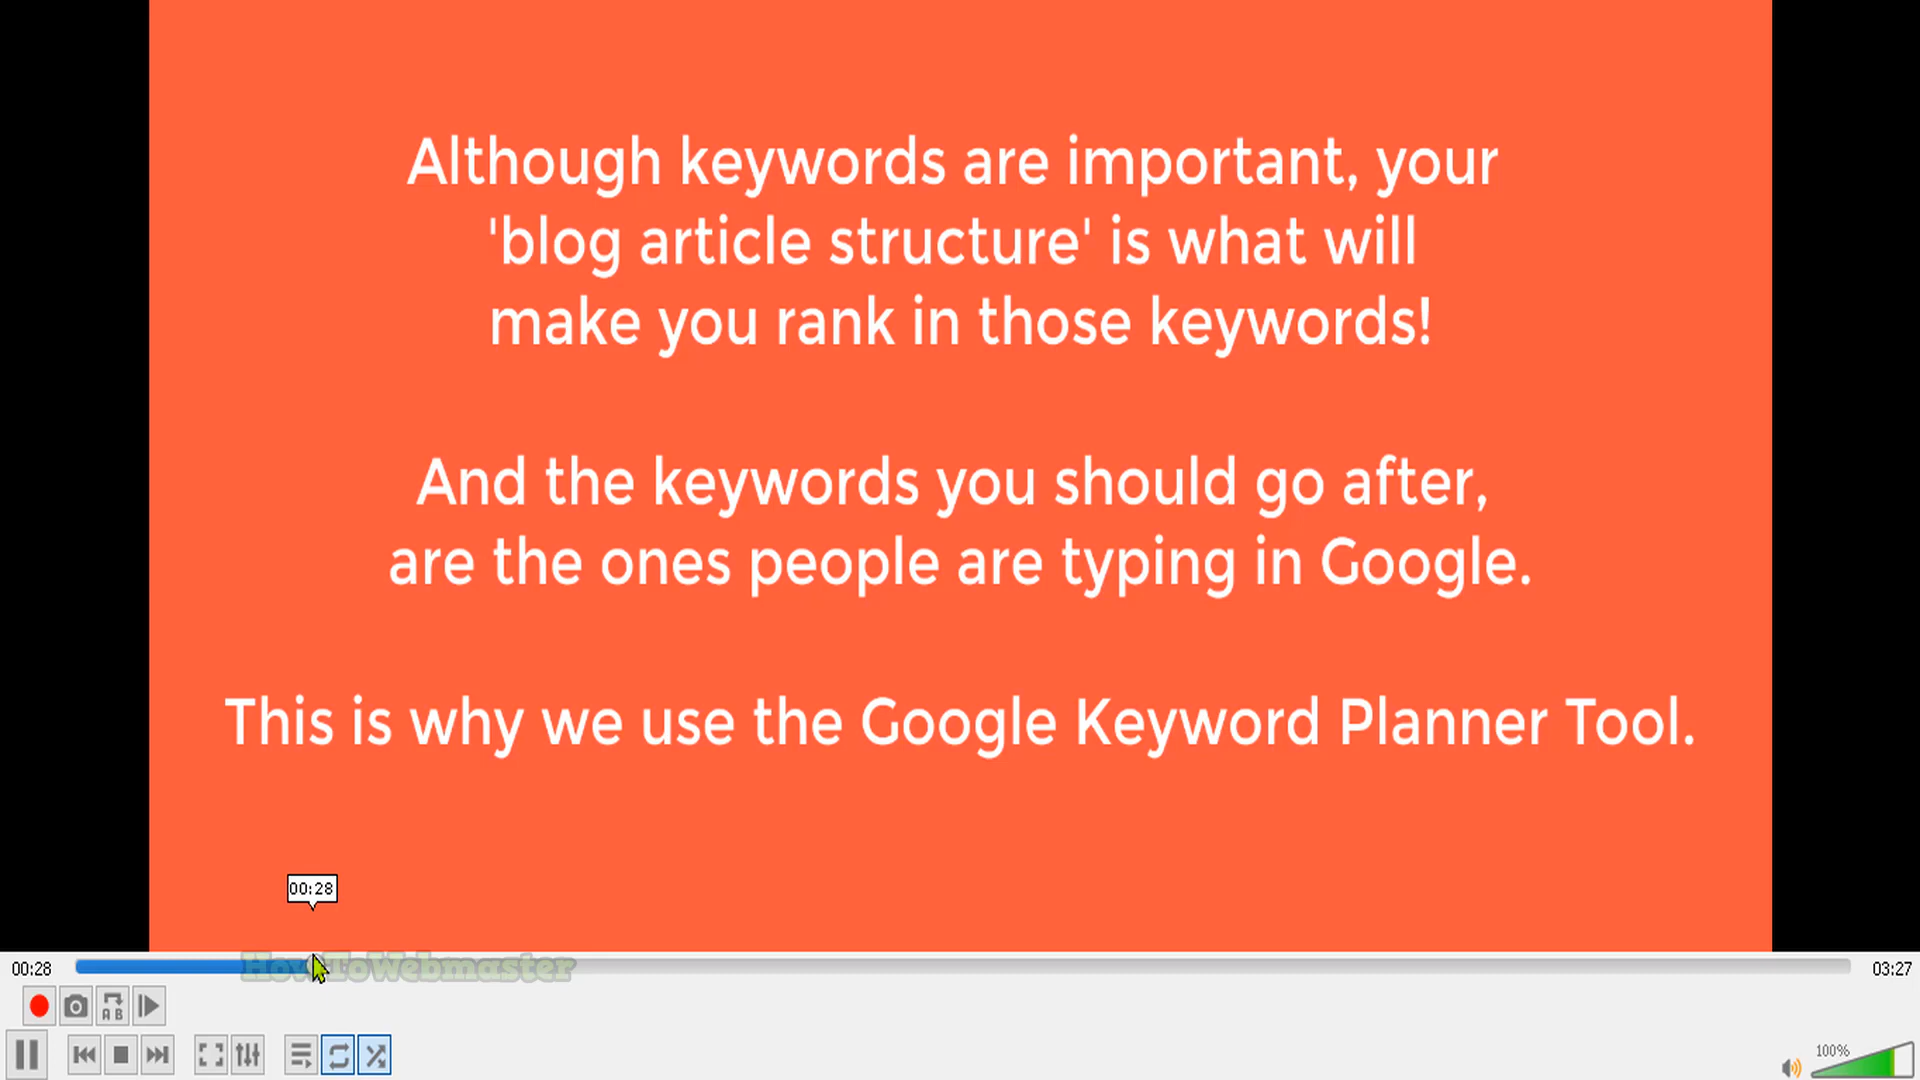 Although keywords are important, your
'blog article structure' is what will
make you rank in those keywords!
And the keywords you should go after,
are the ones people are typing in Google.
This is why we use the Google Keyword Planner Tool.
00:28
00:28
HowToWebmaster
03:27
A B
100%